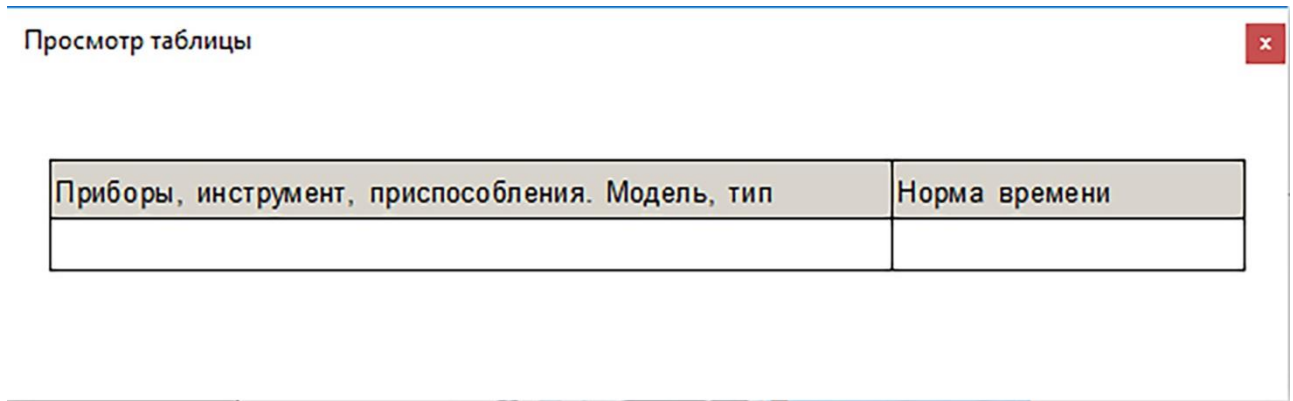 Просмотр таблицы
x
Приборы, инструмент, приспособления. Модель, тип
Норма времени